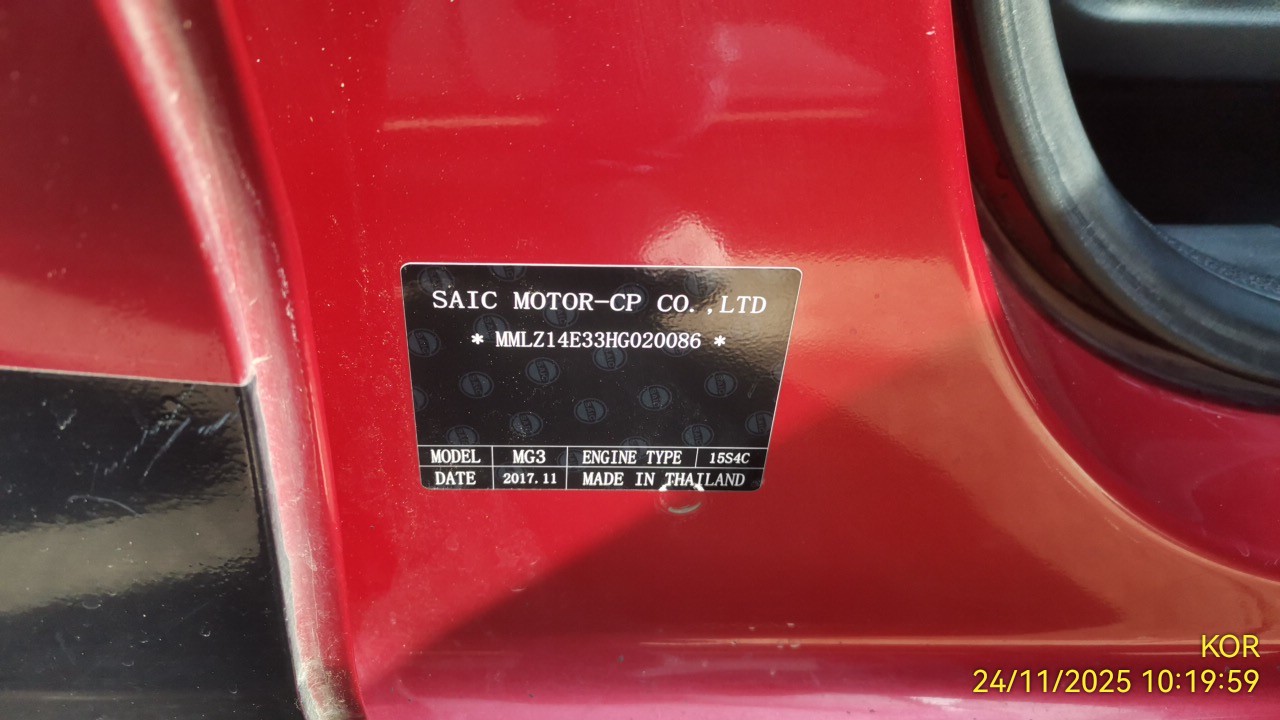 SAIC MOTOR-CP CO.,LTD
* MMLZ14E33HG020086 *
MODEL MG3 ENGINE TYPE 15S4C
DATE 2017.11 MADE IN THAILAND
KOR
24/11/2025 10:19:59